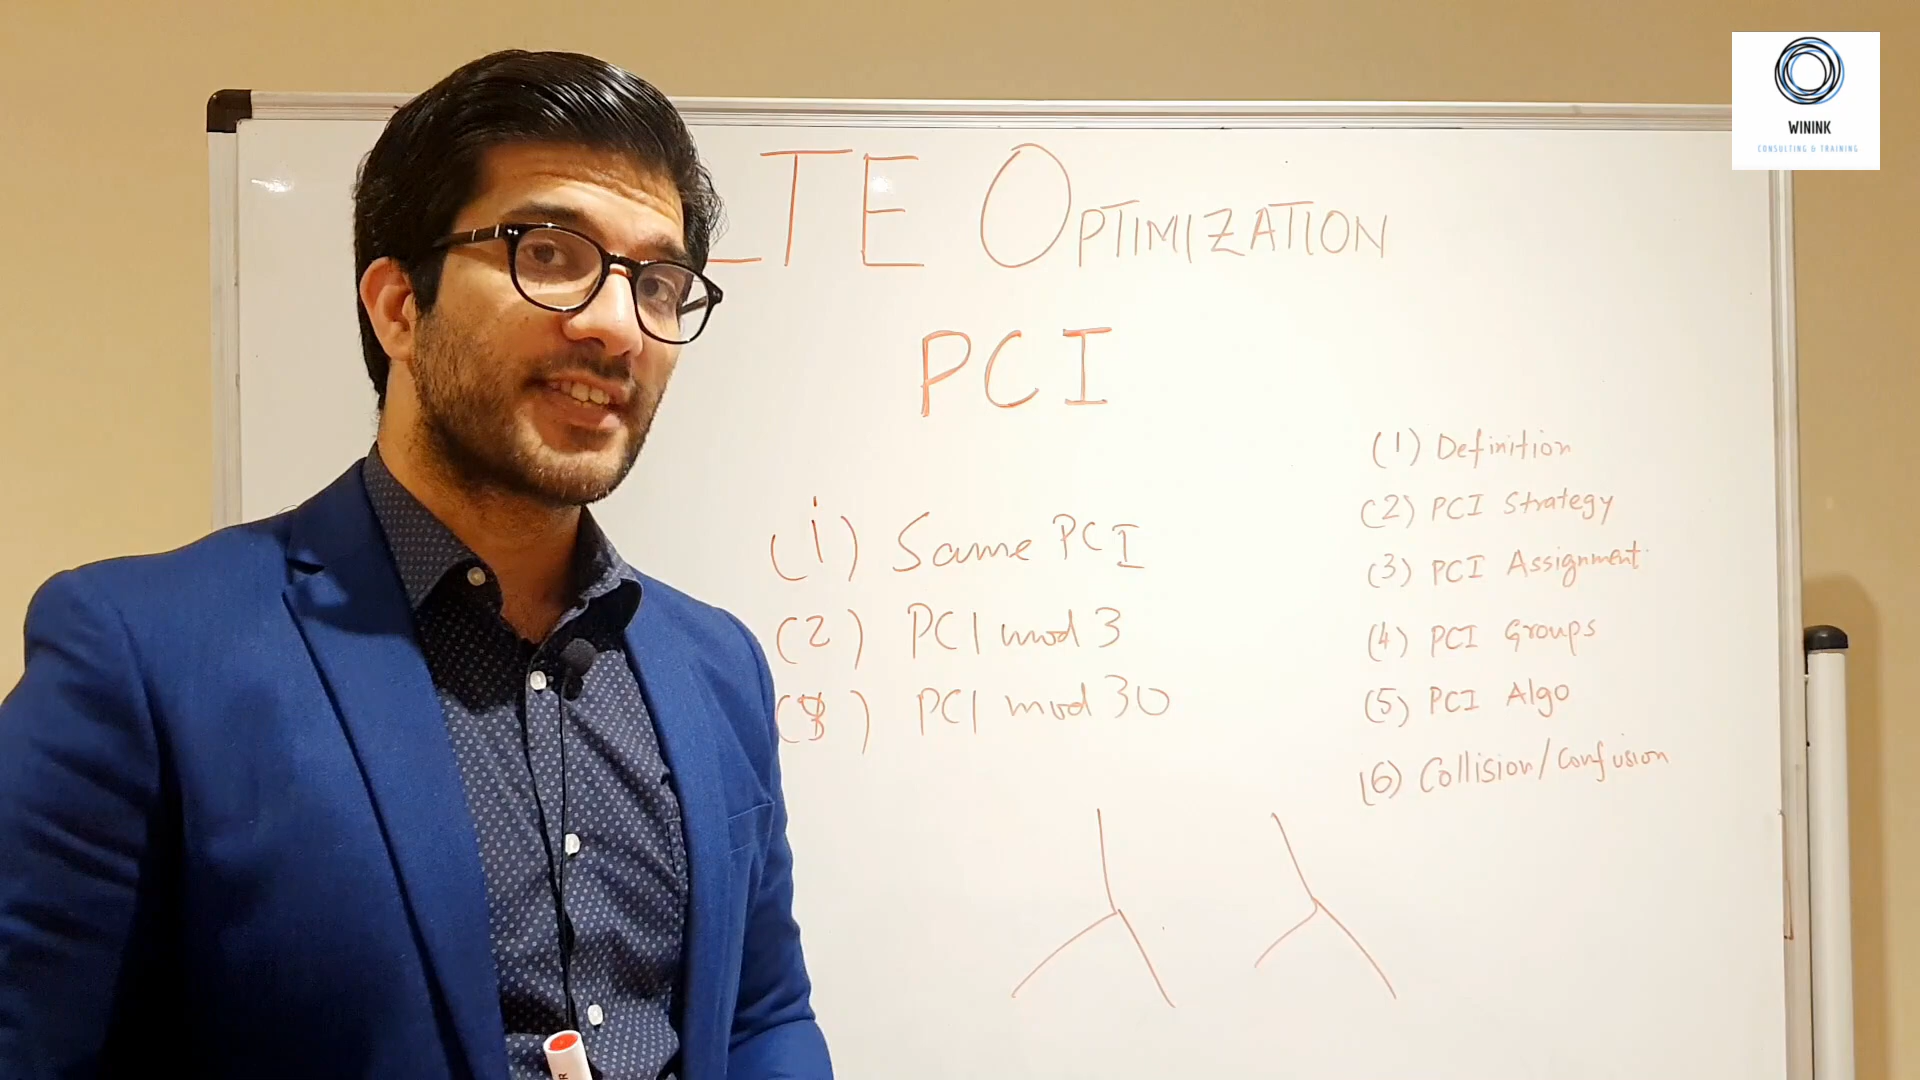 LTE OPTIMIZATION
PCI
(1) Same PCI
(2) PCI mod 3
(3) PCI mod 30
(1) Definition
(2) PCI Strategy
(3) PCI Assignment
(4) PCI Groups
(5) PCI Algo
(6) Collision/Confusion
WININK
CONSULTING & TRAINING
R